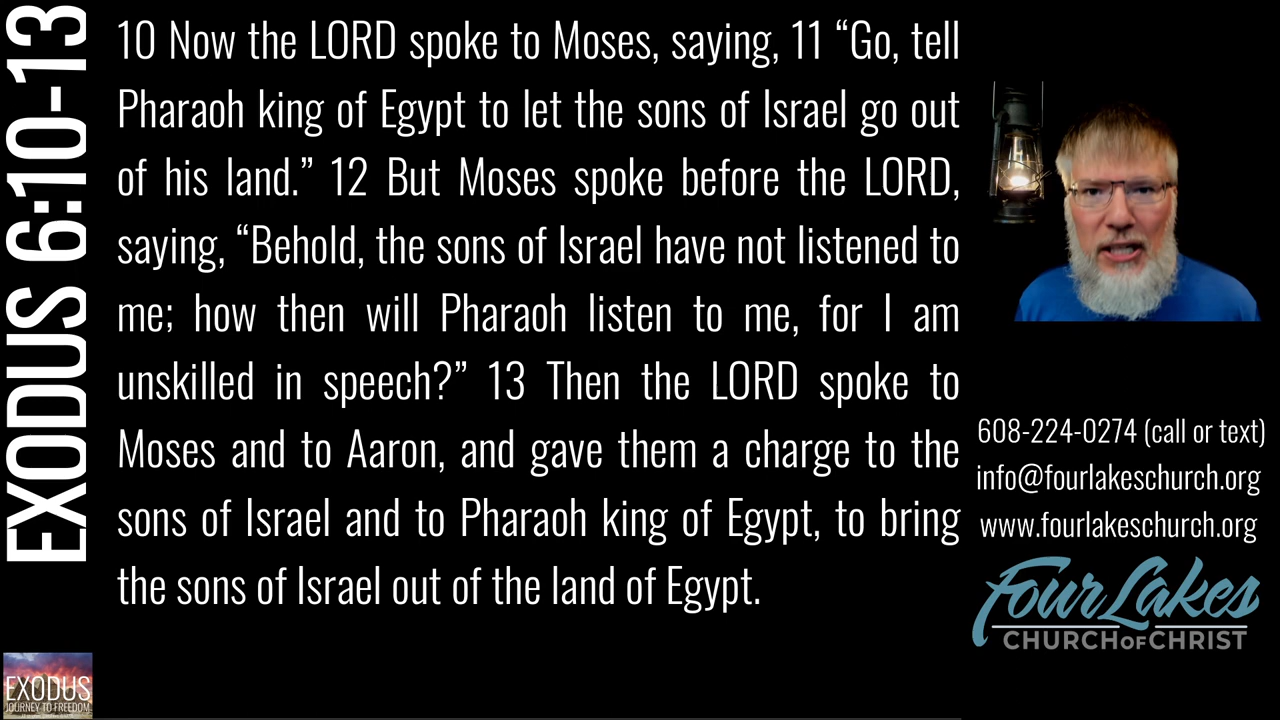 EXODUS 6:10-13
10 Now the LORD spoke to Moses, saying, 11 “Go, tell
Pharaoh king of Egypt to let the sons of Israel go out
of his land.” 12 But Moses spoke before the LORD,
saying, “Behold, the sons of Israel have not listened to
me; how then will Pharaoh listen to me, for I am
unskilled in speech?” 13 Then the LORD spoke to
Moses and to Aaron, and gave them a charge to the
sons of Israel and to Pharaoh king of Egypt, to bring
the sons of Israel out of the land of Egypt.
608-224-0274 (call or text)
info@fourlakeschurch.org
www.fourlakeschurch.org
Four Lakes
CHURCH OF CHRIST
EXODUS
JOURNEY TO FREEDOM